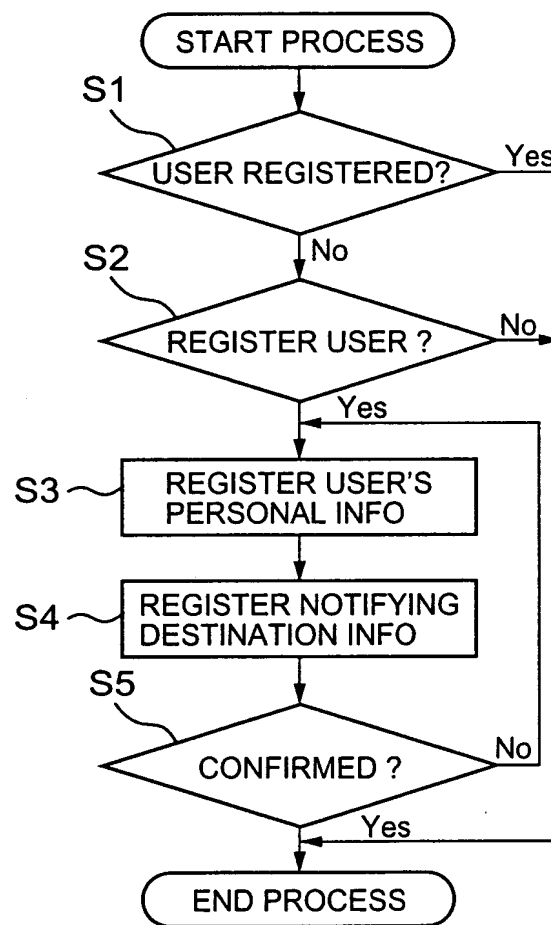 START PROCESS
S1
USER REGISTERED?
Yes
No
S2
REGISTER USER ?
No
Yes
S3
REGISTER USER'S
PERSONAL INFO
S4
REGISTER NOTIFYING
DESTINATION INFO
S5
CONFIRMED ?
No
Yes
END PROCESS